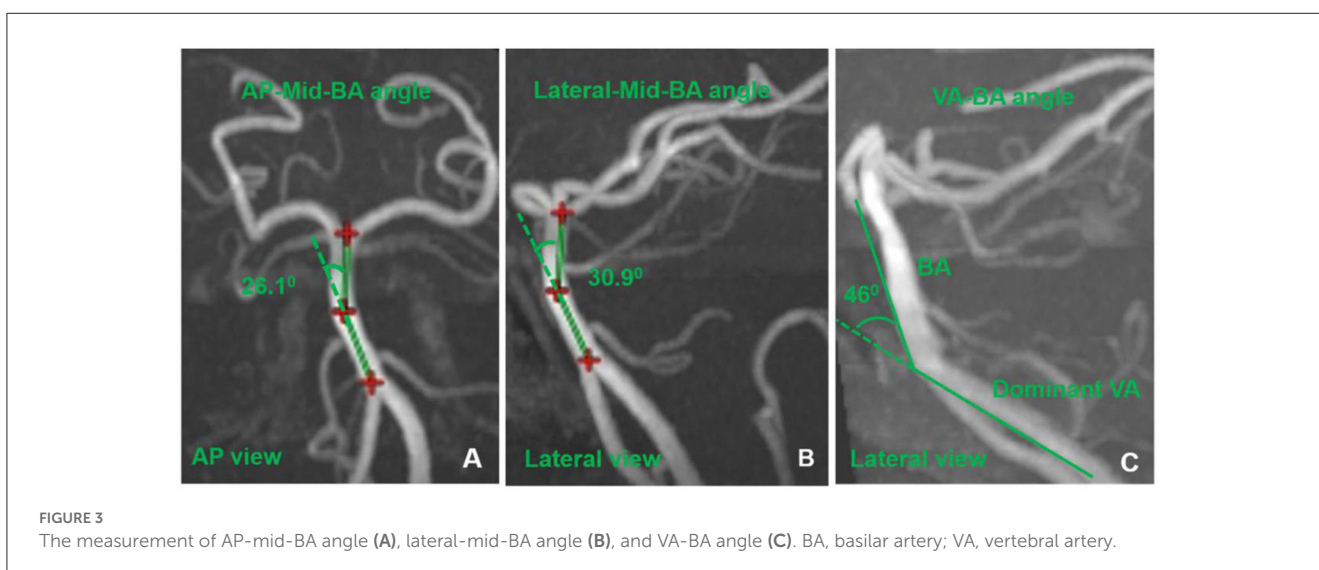 AP-Mid-BA angle
26.1⁰
AP view
A
Lateral-Mid-BA angle
30.9⁰
Lateral view
B
VA-BA angle
BA
46⁰
Dominant VA
Lateral view
C
FIGURE 3
The measurement of AP-mid-BA angle (A), lateral-mid-BA angle (B), and VA-BA angle (C). BA, basilar artery; VA, vertebral artery.